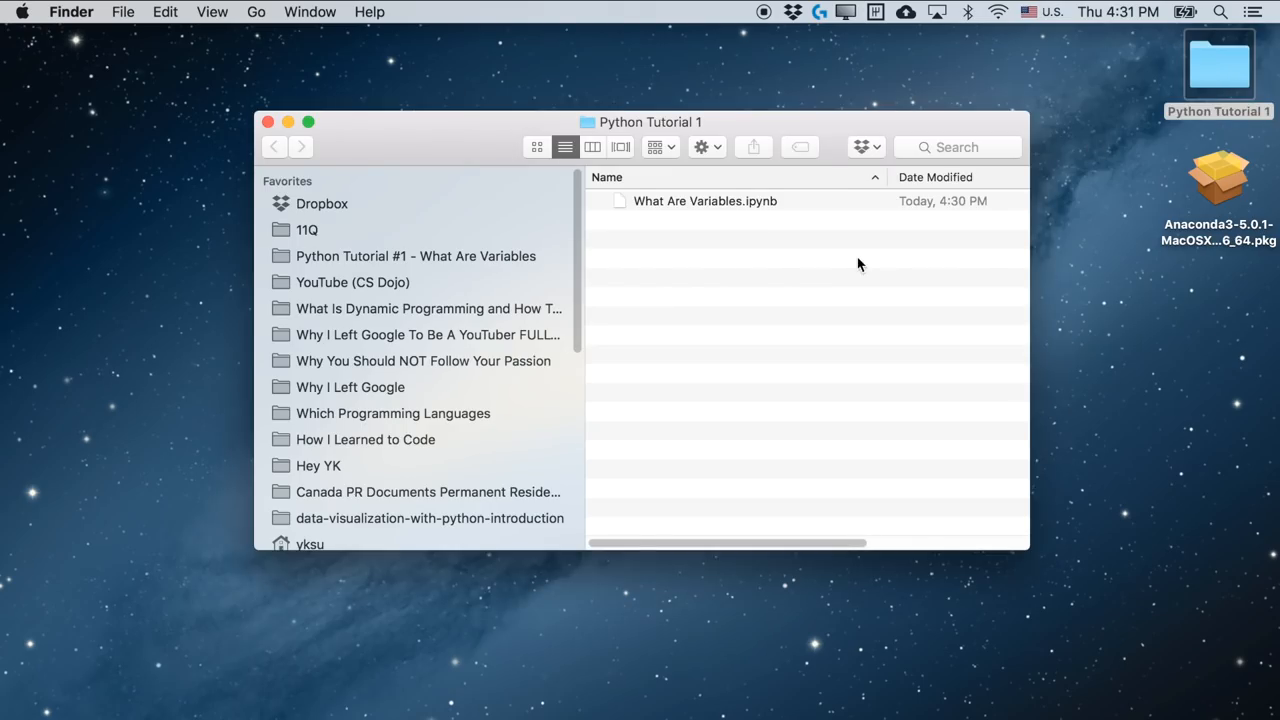 Finder File Edit View Go Window Help U.S. Thu 4:31 PM
Python Tutorial 1
Anaconda3-5.0.1-
MacOSX...6_64.pkg
Python Tutorial 1
Search
Favorites
Dropbox
11Q
Python Tutorial #1 - What Are Variables
YouTube (CS Dojo)
What Is Dynamic Programming and How T...
Why I Left Google To Be A YouTuber FULL...
Why You Should NOT Follow Your Passion
Why I Left Google
Which Programming Languages
How I Learned to Code
Hey YK
Canada PR Documents Permanent Reside...
data-visualization-with-python-introduction
yksu
Name Date Modified
What Are Variables.ipynb Today, 4:30 PM